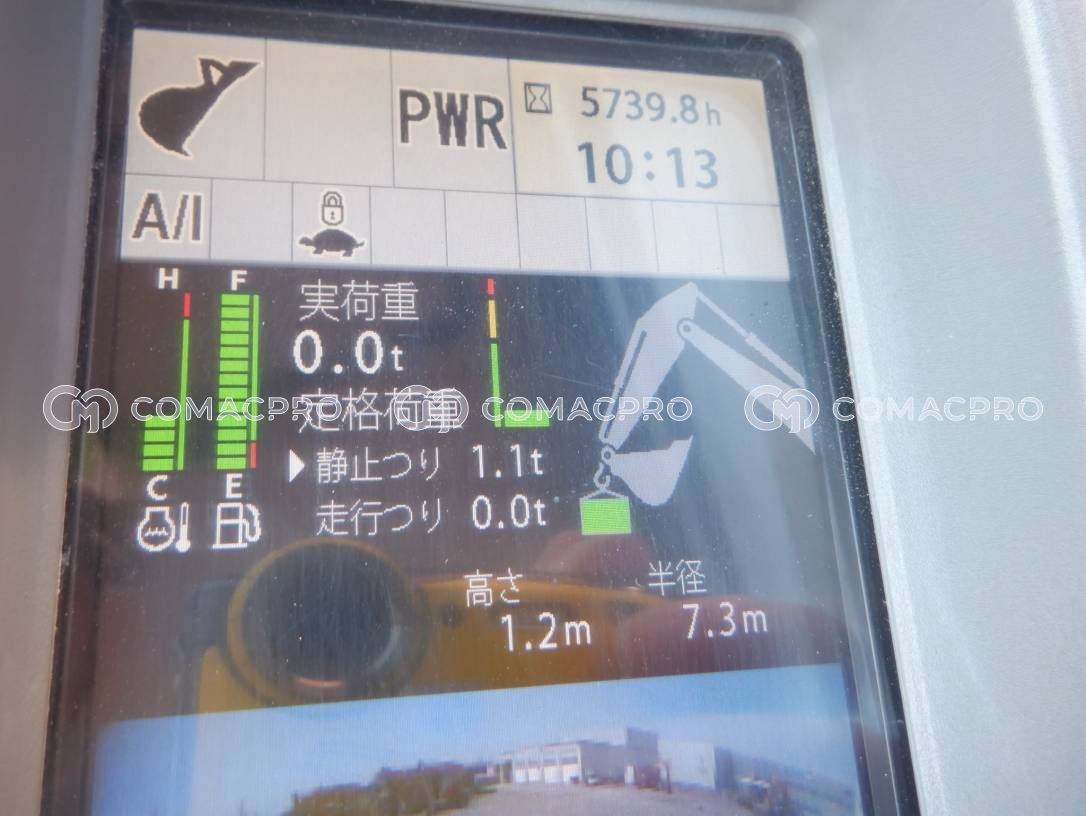 PWR
5739.8h
10:13
A/I
H F
実荷重
0.0t
定格荷重
静止つり 1.1t
走行つり 0.0t
C E
高さ 半径
1.2m 7.3m
COMACPRO COMACPRO COMACPRO